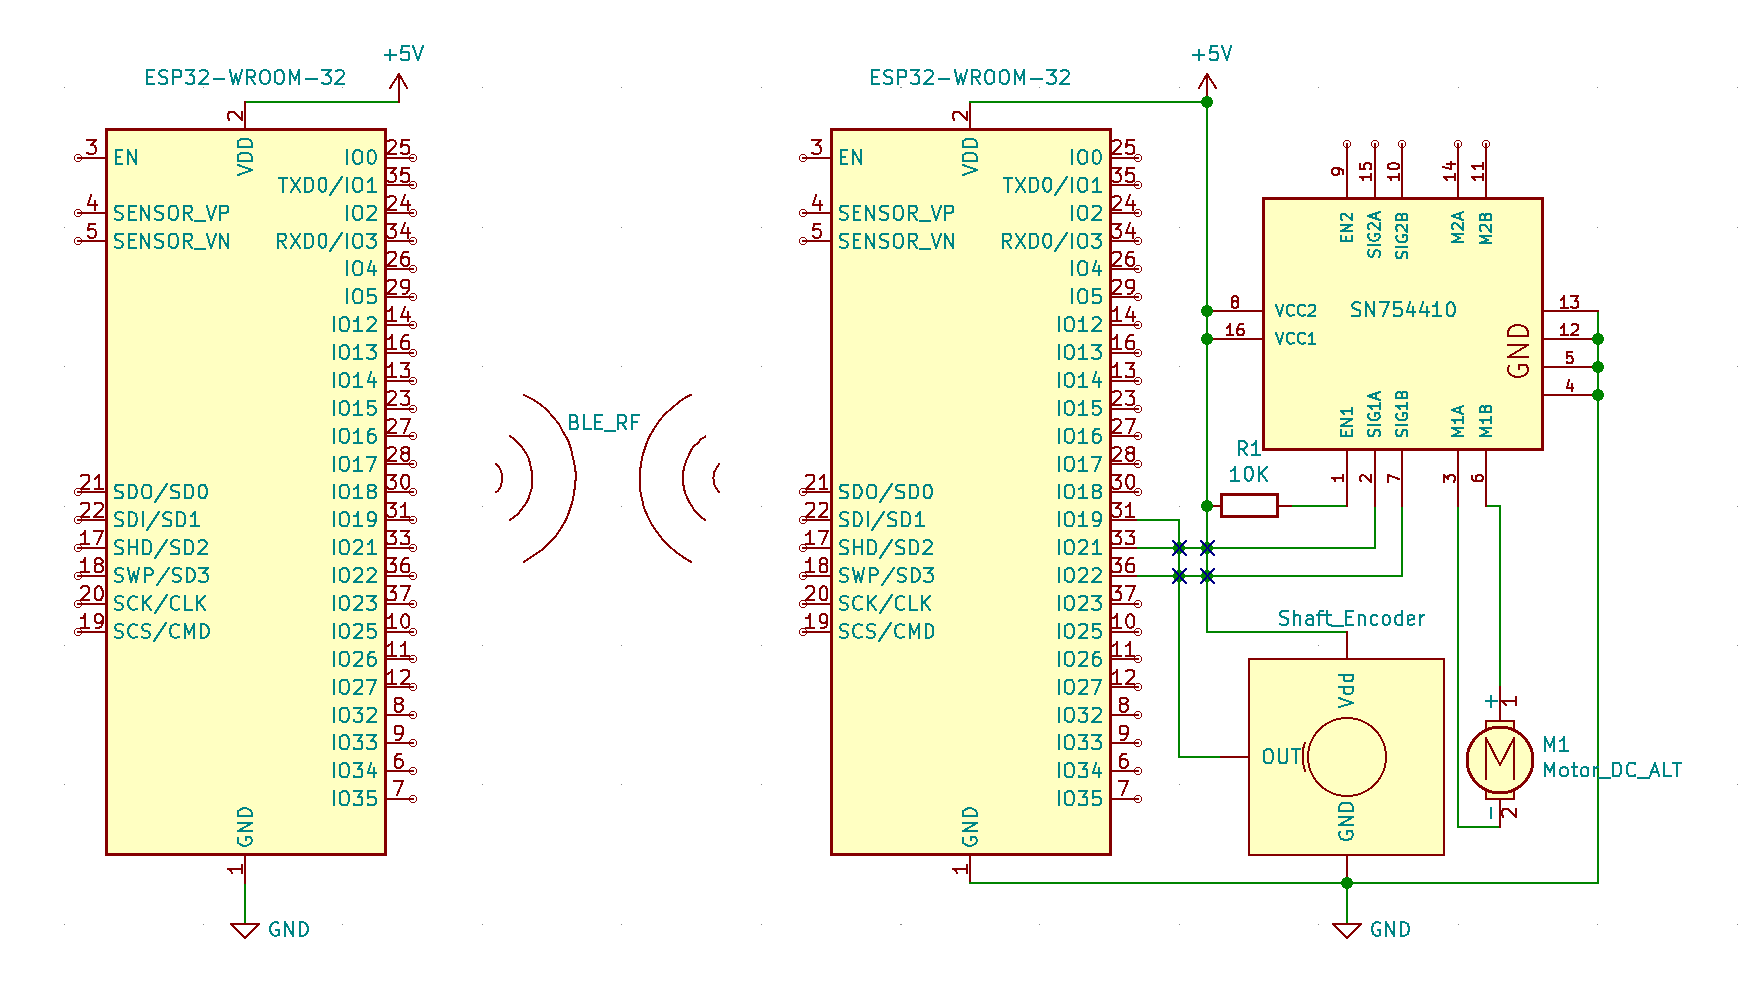 +5V
ESP32-WROOM-32
2
VDD
3 EN
4 SENSOR_VP
5 SENSOR_VN
21 SDO/SD0
22 SDI/SD1
17 SHD/SD2
18 SWP/SD3
20 SCK/CLK
19 SCS/CMD
IO0 25
TXD0/IO1 35
IO2 24
RXD0/IO3 34
IO4 26
IO5 29
IO12 14
IO13 16
IO14 13
IO15 23
IO16 27
IO17 28
IO18 30
IO19 31
IO21 33
IO22 36
IO23 37
IO25 10
IO26 11
IO27 12
IO32 8
IO33 9
IO34 6
IO35 7
GND
1
GND
BLE_RF
+5V
ESP32-WROOM-32
2
VDD
3 EN
4 SENSOR_VP
5 SENSOR_VN
21 SDO/SD0
22 SDI/SD1
17 SHD/SD2
18 SWP/SD3
20 SCK/CLK
19 SCS/CMD
IO0 25
TXD0/IO1 35
IO2 24
RXD0/IO3 34
IO4 26
IO5 29
IO12 14
IO13 16
IO14 13
IO15 23
IO16 27
IO17 28
IO18 30
IO19 31
IO21 33
IO22 36
IO23 37
IO25 10
IO26 11
IO27 12
IO32 8
IO33 9
IO34 6
IO35 7
GND
1
9 15 10 14 11
EN2 SIG2A SIG2B M2A M2B
8 VCC2
16 VCC1
SN754410
GND
13
12
5
4
EN1 SIG1A SIG1B M1A M1B
1 2 7 3 6
R1
10K
Shaft_Encoder
Vdd
OUT
GND
+ 1
M
M1
Motor_DC_ALT
- 2
GND